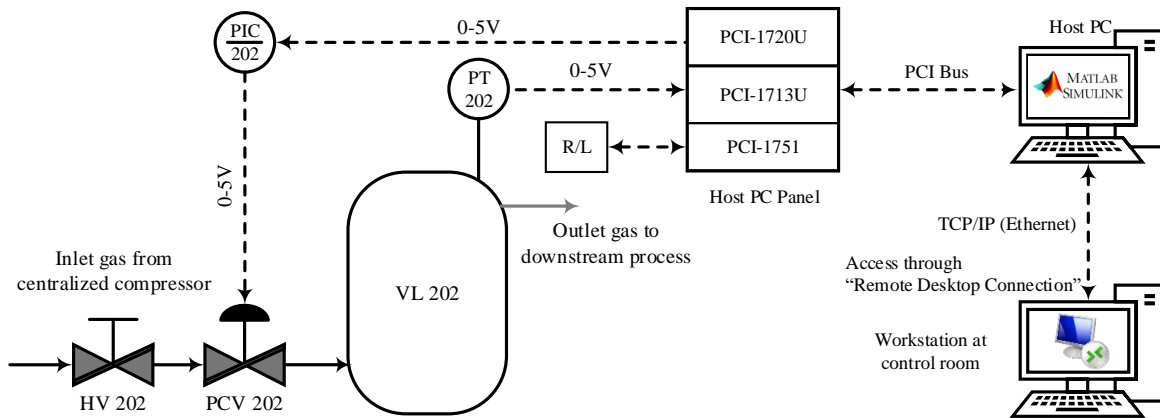 0-5V
PCI-1720U
Host PC
PIC
202
PT
202
0-5V
PCI-1713U
PCI Bus
MATLAB
SIMULINK
R/L
PCI-1751
Host PC Panel
0-5V
TCP/IP (Ethernet)
Outlet gas to
downstream process
Inlet gas from
centralized compressor
Access through
“Remote Desktop Connection”
VL 202
Workstation at
control room
HV 202
PCV 202